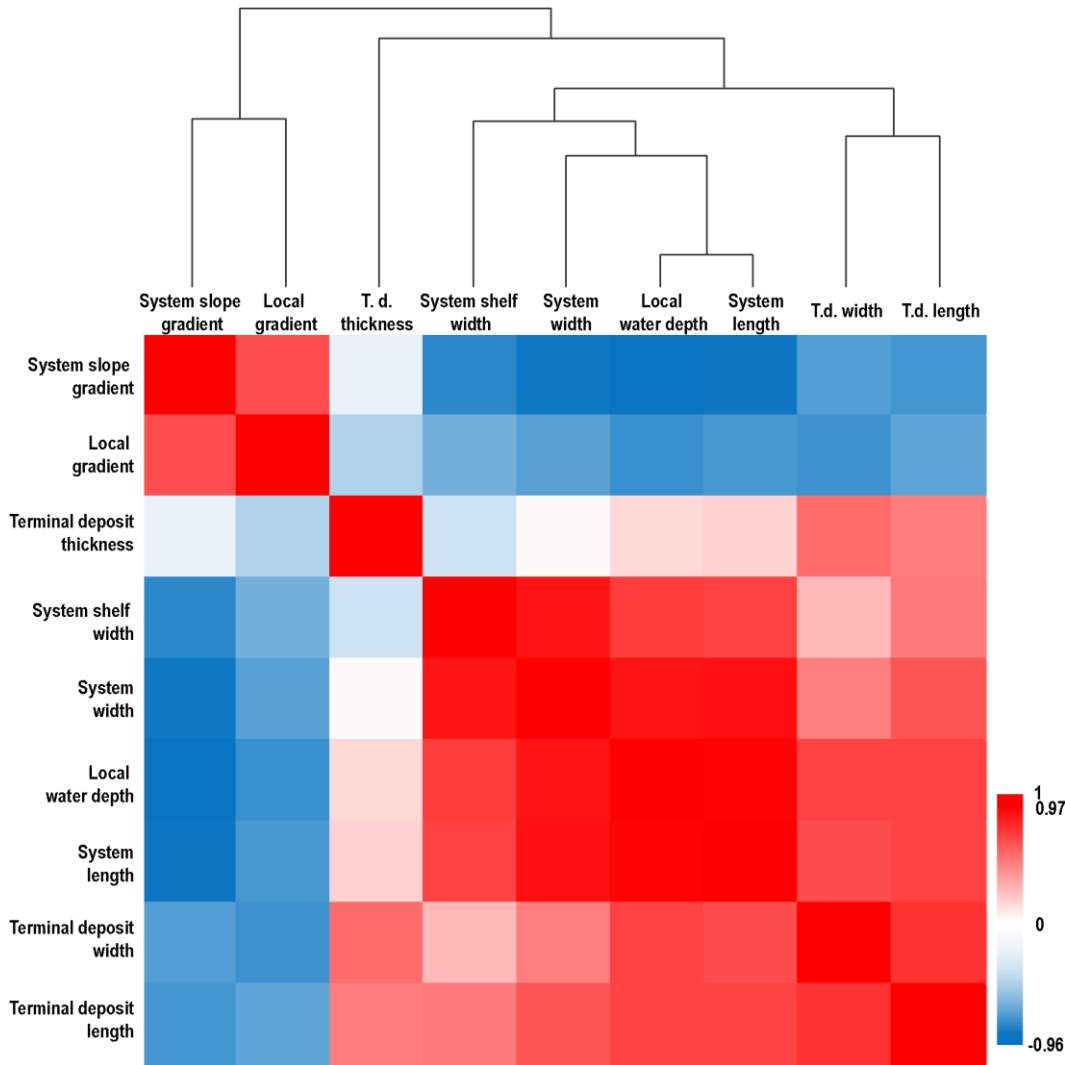 System slope
gradient
Local
gradient
T. d.
thickness
System shelf
width
System
width
Local
water depth
System
length
T.d. width
T.d. length
System slope
gradient
Local
gradient
Terminal deposit
thickness
System shelf
width
System
width
Local
water depth
System
length
Terminal deposit
width
Terminal deposit
length
1
0.97
0
-0.96